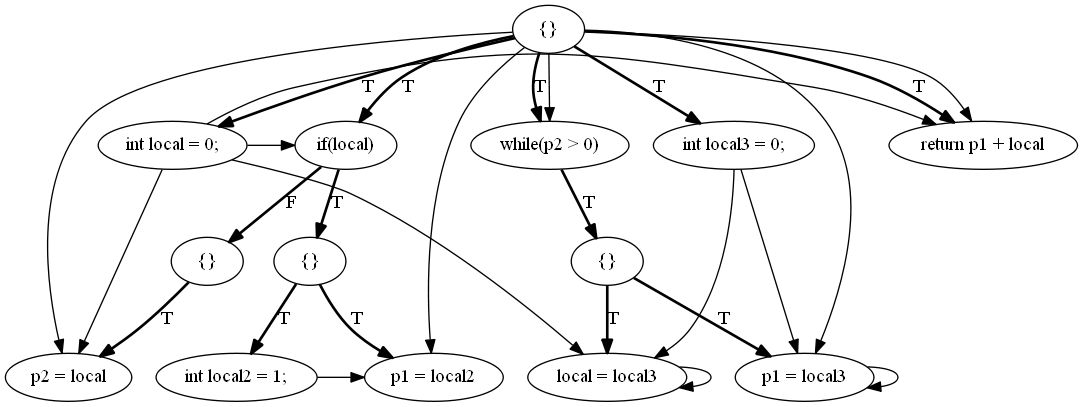 {}
T
T
T
T
T
int local = 0;
if(local)
while(p2 > 0)
int local3 = 0;
return p1 + local
F
T
T
{}
{}
{}
T
T
T
T
T
p2 = local
int local2 = 1;
p1 = local2
local = local3
p1 = local3